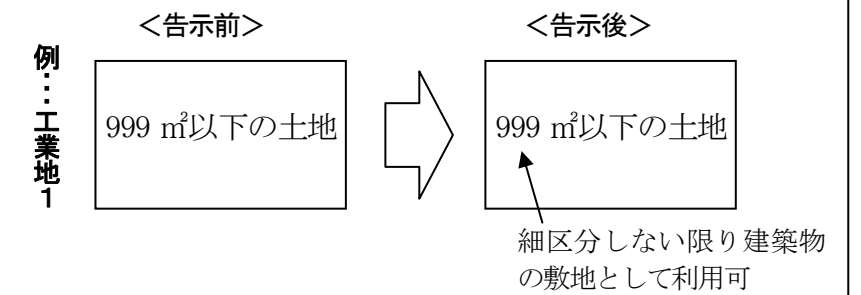 <告示前>
<告示後>
例・・・工業地1
999 ㎡以下の土地
999 ㎡以下の土地
細区分しない限り建築物
の敷地として利用可